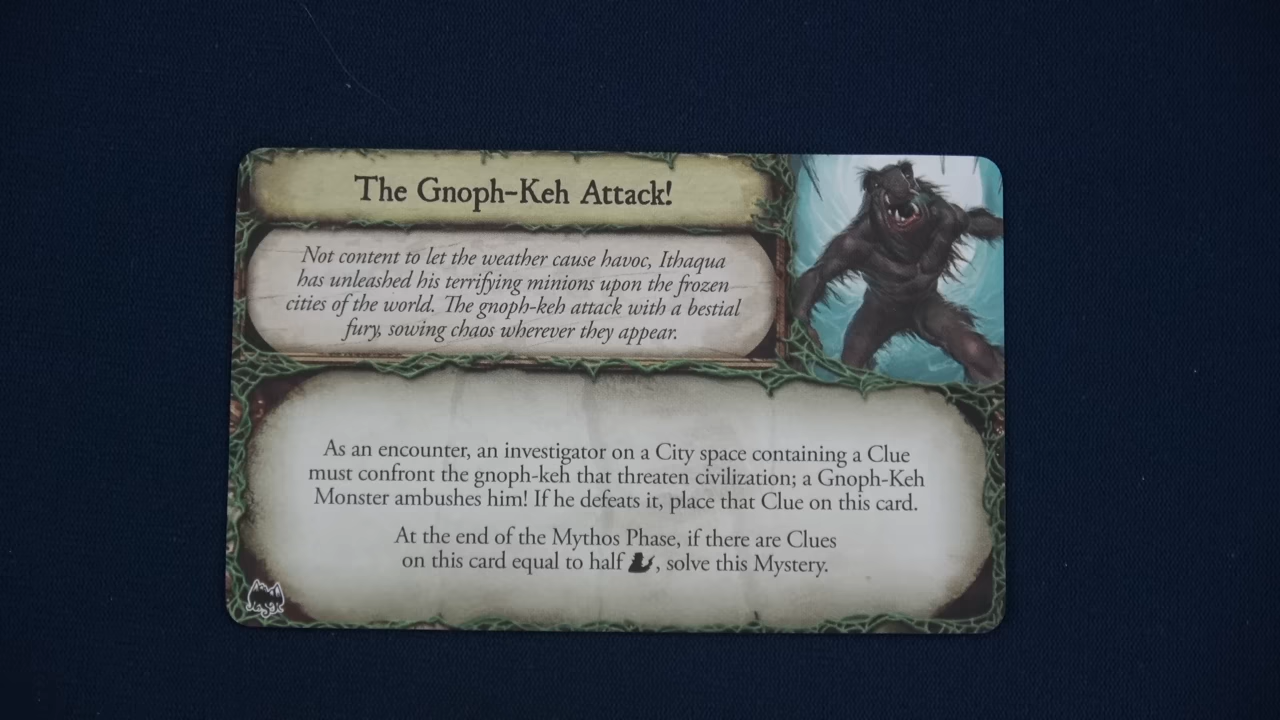 The Gnoph-Keh Attack!
Not content to let the weather cause havoc, Ithaqua
has unleashed his terrifying minions upon the frozen
cities of the world. The gnoph-keh attack with a bestial
fury, sowing chaos wherever they appear.
As an encounter, an investigator on a City space containing a Clue
must confront the gnoph-keh that threaten civilization; a Gnoph-Keh
Monster ambushes him! If he defeats it, place that Clue on this card.
At the end of the Mythos Phase, if there are Clues
on this card equal to half , solve this Mystery.